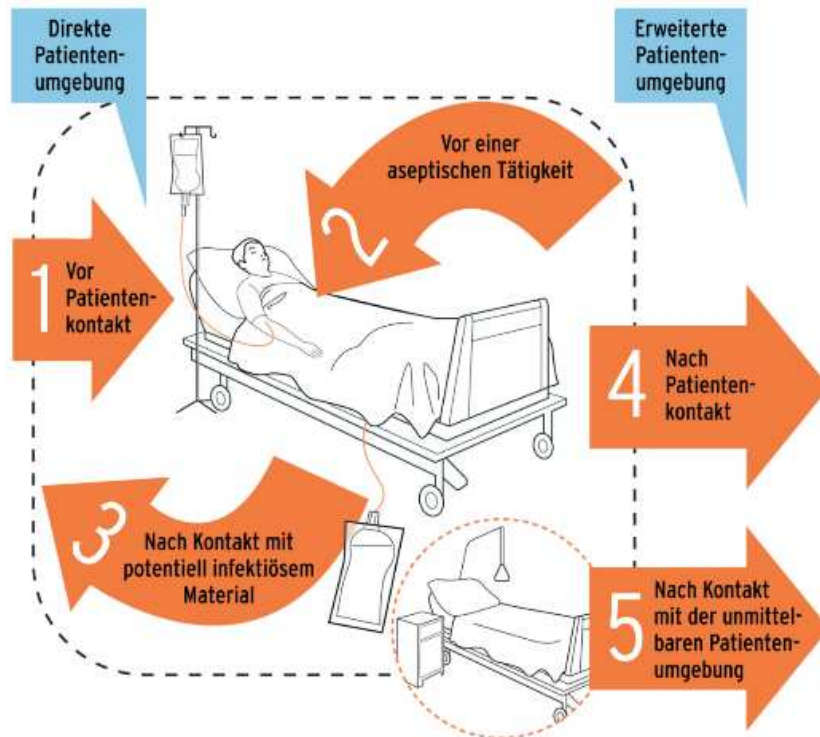 Direkte
Patienten-
umgebung
Erweiterte
Patienten-
umgebung
1 Vor
Patienten-
kontakt
2
Vor einer
aseptischen Tätigkeit
3
Nach Kontakt mit
potentiell infektiösem
Material
4 Nach
Patienten-
kontakt
5 Nach Kontakt
mit der unmittel-
baren Patienten-
umgebung